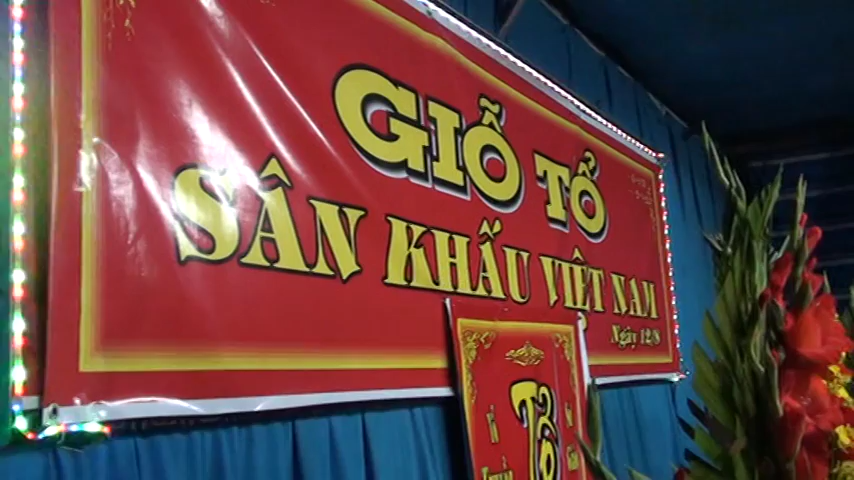 GIỖ TỔ
SÂN KHẤU VIỆT NAM
Ngày 12/8
Tổ